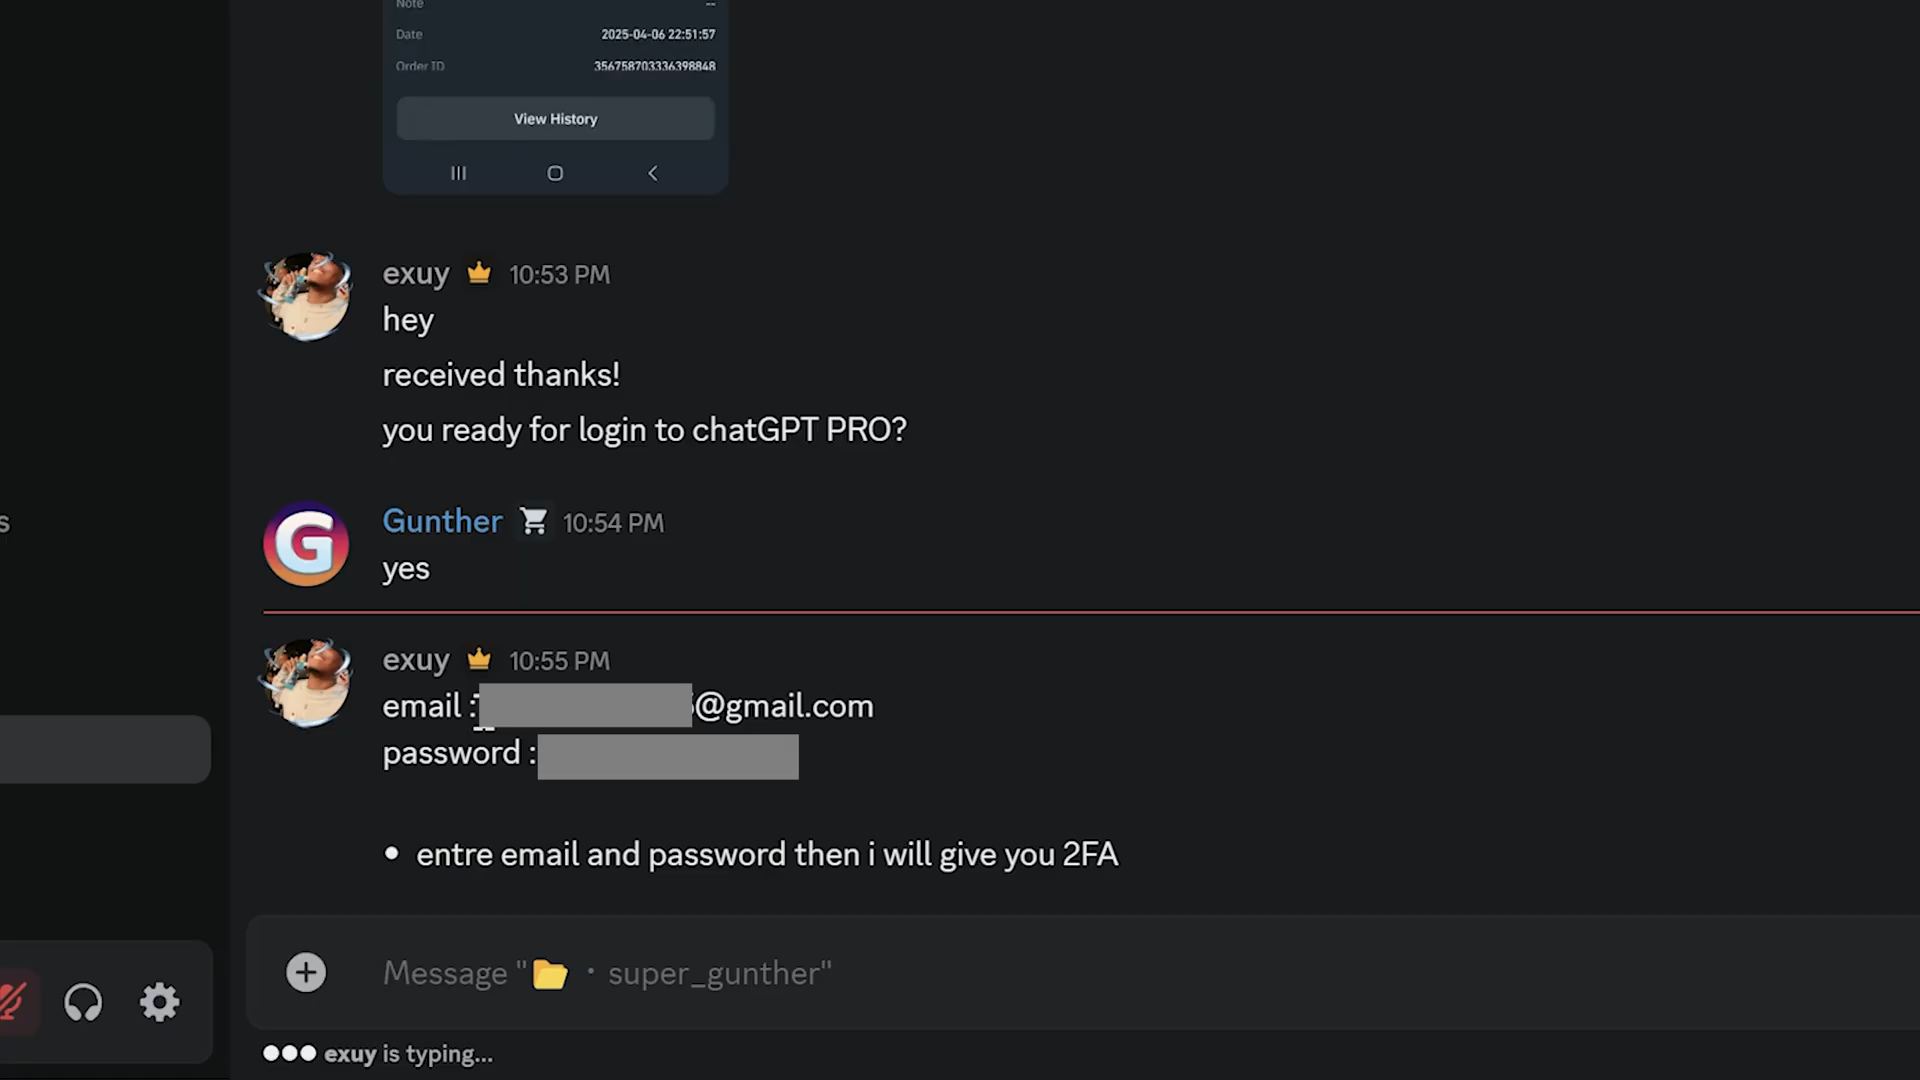 Note --
Date 2025-04-06 22:51:57
Order ID 356758703336398848
View History
exuy 10:53 PM
hey
received thanks!
you ready for login to chatGPT PRO?
Gunther 10:54 PM
yes
s
exuy 10:55 PM
email : @gmail.com
password :
• entre email and password then i will give you 2FA
Message "📁 · super_gunther"
exuy is typing...